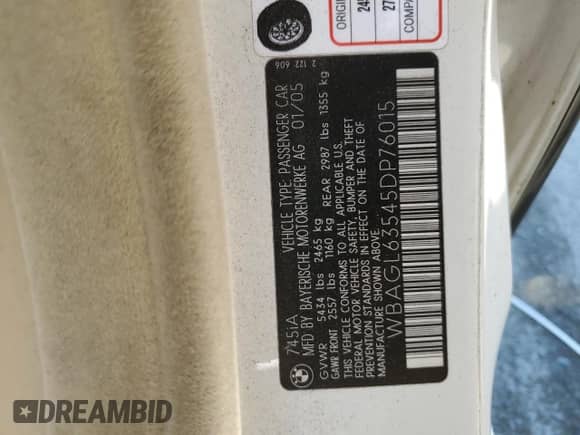 745iA VEHICLE TYPE: PASSENGER CAR
MFD BY BAYERISCHE MOTORENWERKE AG 01/05
GVWR 5434 lbs 2465 kg
GAWR FRONT 2557 lbs 1160 kg REAR 2987 lbs 1355 kg
THIS VEHICLE CONFORMS TO ALL APPLICABLE U.S.
FEDERAL MOTOR VEHICLE SAFETY, BUMPER AND THEFT
PREVENTION STANDARDS IN EFFECT ON THE DATE OF
MANUFACTURE SHOWN ABOVE.
WBAGL63545DP76015
2 122 606
ORIGI
COMP
DREAMBID